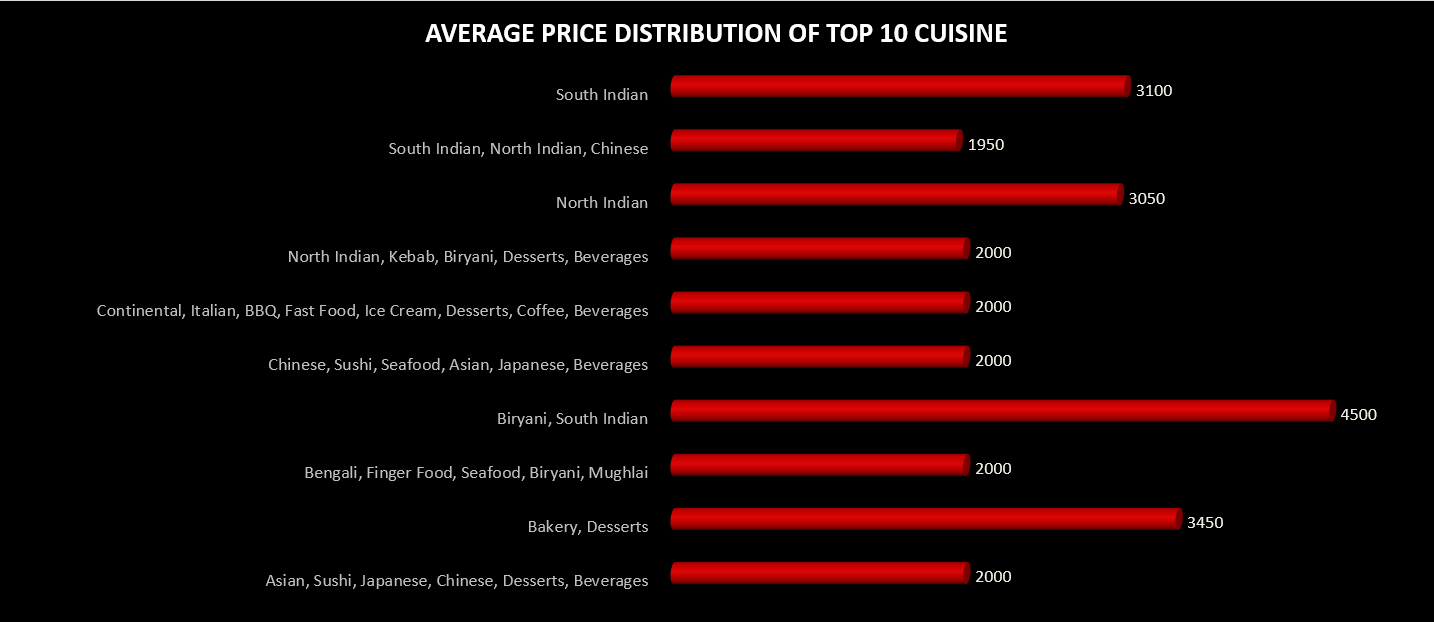 AVERAGE PRICE DISTRIBUTION OF TOP 10 CUISINE
South Indian 3100
South Indian, North Indian, Chinese 1950
North Indian 3050
North Indian, Kebab, Biryani, Desserts, Beverages 2000
Continental, Italian, BBQ, Fast Food, Ice Cream, Desserts, Coffee, Beverages 2000
Chinese, Sushi, Seafood, Asian, Japanese, Beverages 2000
Biryani, South Indian 4500
Bengali, Finger Food, Seafood, Biryani, Mughlai 2000
Bakery, Desserts 3450
Asian, Sushi, Japanese, Chinese, Desserts, Beverages 2000